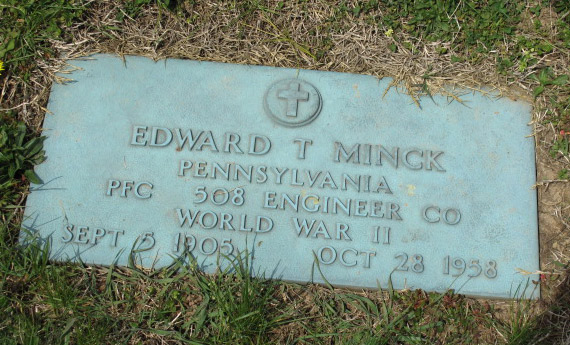 EDWARD T MINCK
PENNSYLVANIA
PFC 508 ENGINEER CO
WORLD WAR II
SEPT 5 1905 OCT 28 1958